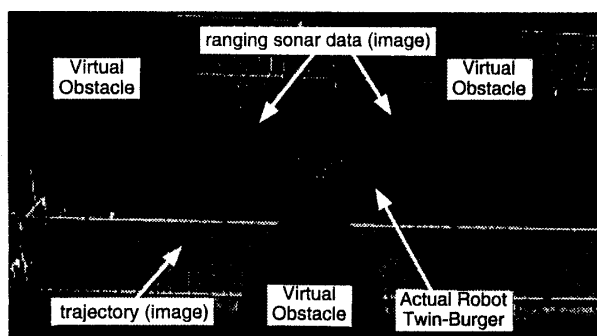 ranging sonar data (image)
Virtual
Obstacle
Virtual
Obstacle
trajectory (image)
Virtual
Obstacle
Actual Robot
Twin-Burger